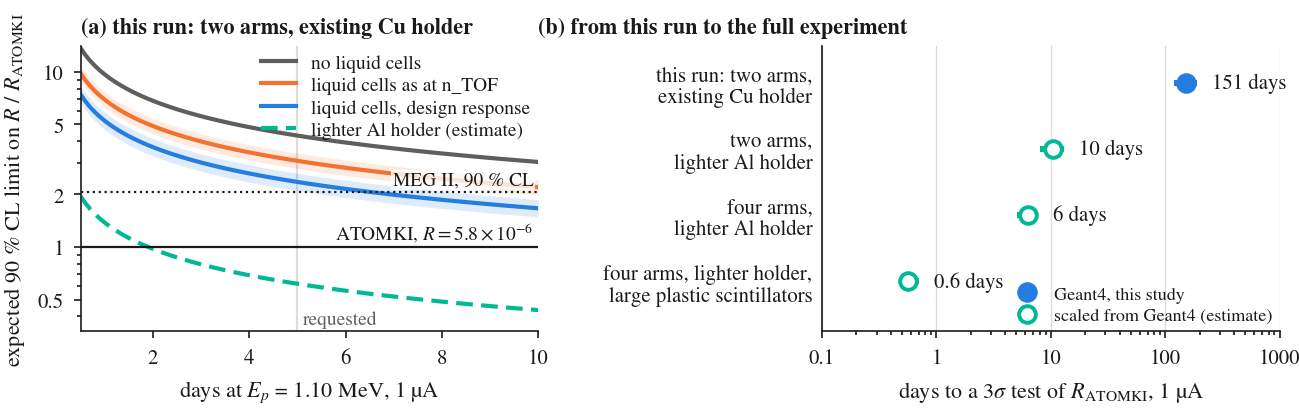 (a) this run: two arms, existing Cu holder
expected 90 % CL limit on R / R_ATOMKI
10
5
2
1
0.5
no liquid cells
liquid cells as at n_TOF
liquid cells, design response
lighter Al holder (estimate)
MEG II, 90 % CL
ATOMKI, R = 5.8 × 10⁻⁶
requested
2 4 6 8 10
days at E_p = 1.10 MeV, 1 µA
(b) from this run to the full experiment
this run: two arms,
existing Cu holder
151 days
two arms,
lighter Al holder
10 days
four arms,
lighter Al holder
6 days
four arms, lighter holder,
large plastic scintillators
0.6 days
Geant4, this study
scaled from Geant4 (estimate)
0.1 1 10 100 1000
days to a 3σ test of R_ATOMKI, 1 µA